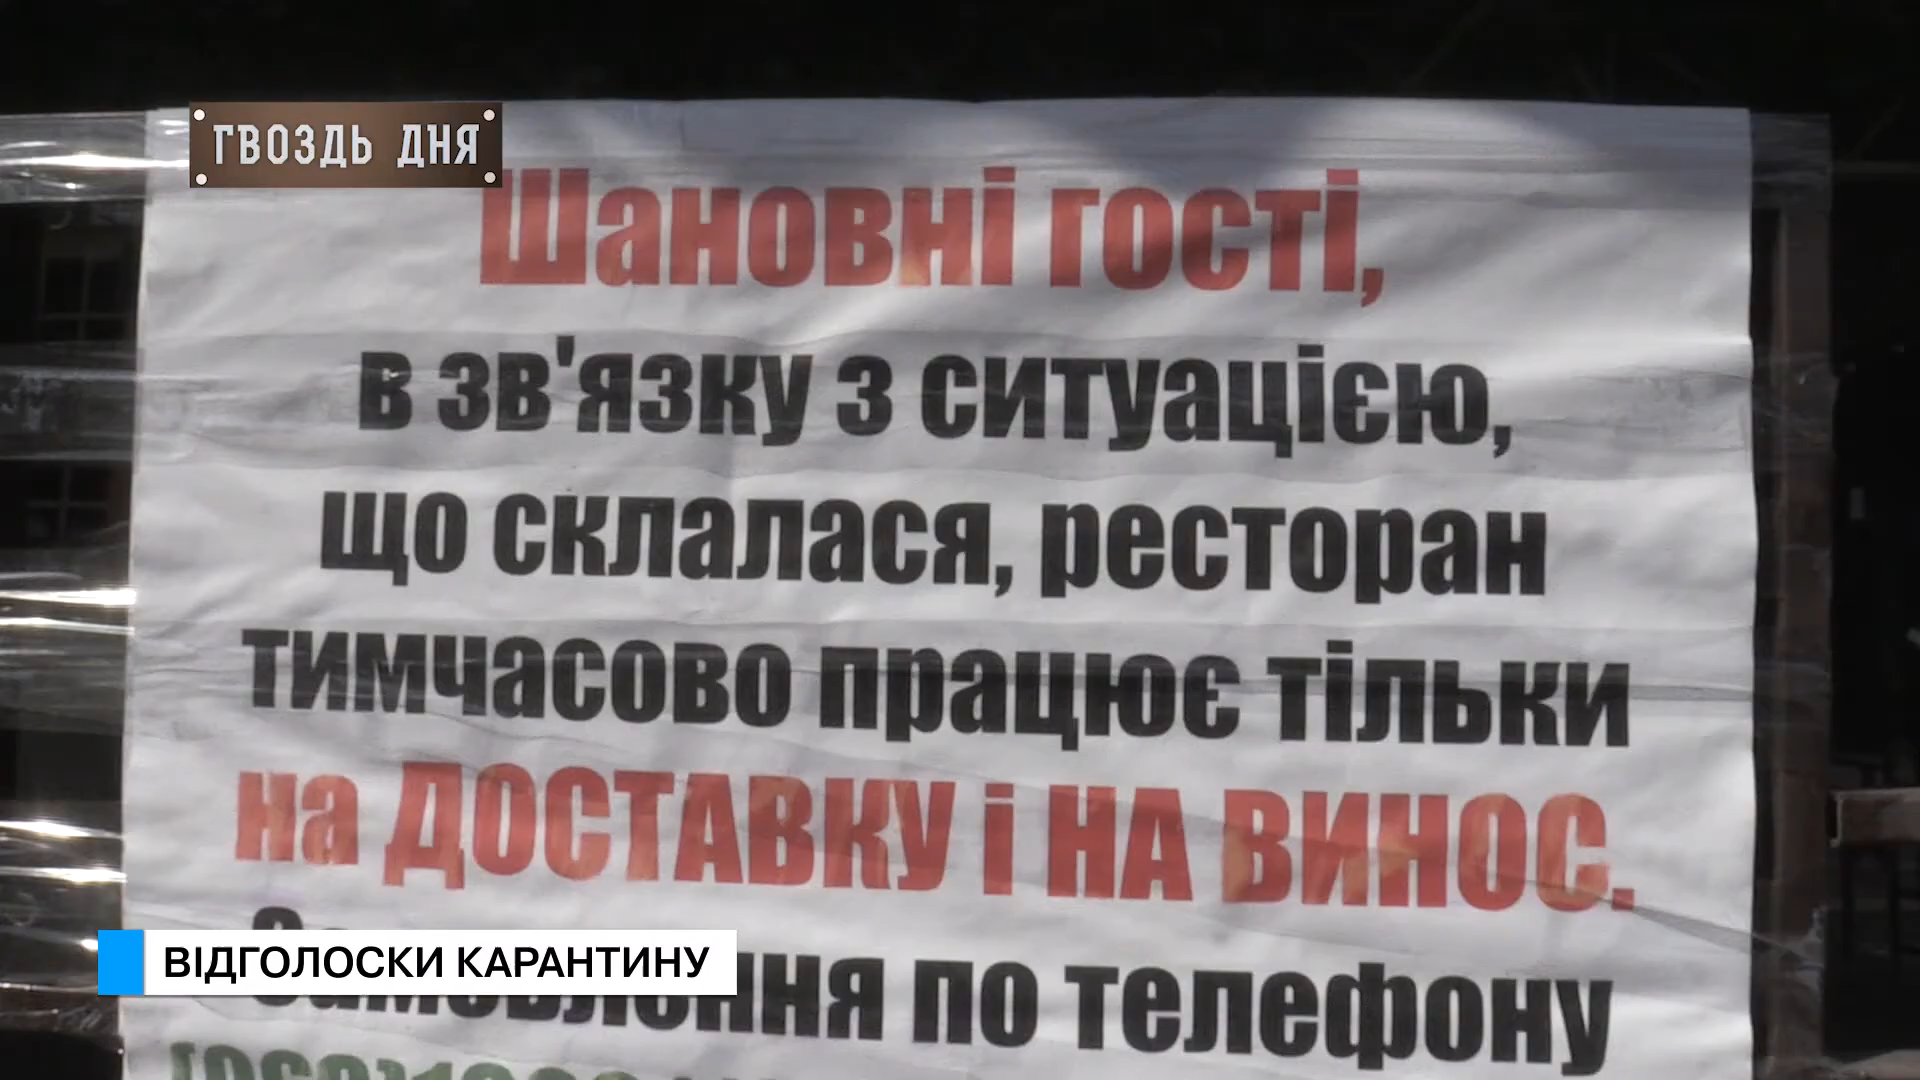 ГВОЗДЬ ДНЯ
Шановні гості,
в зв'язку з ситуацією,
що склалася, ресторан
тимчасово працює тільки
на ДОСТАВКУ і НА ВИНОС.
Замовлення по телефону
ВІДГОЛОСКИ КАРАНТИНУ